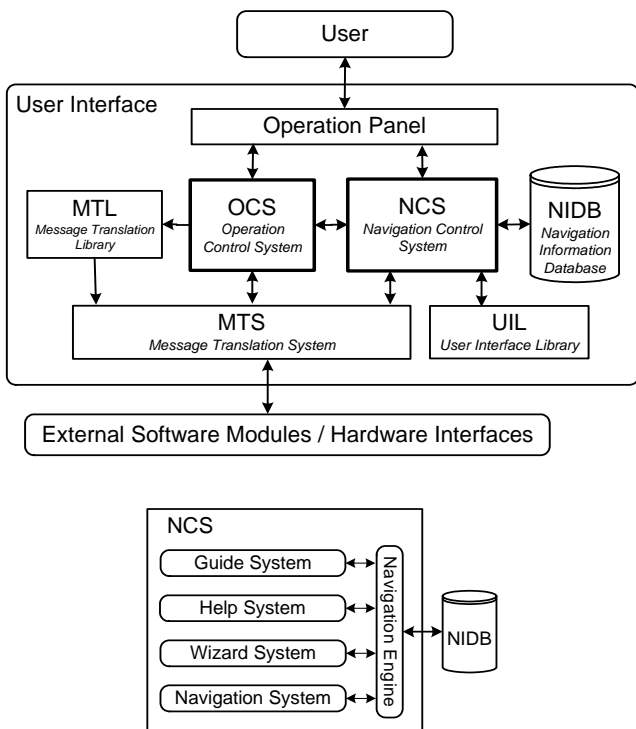 User
User Interface
Operation Panel
MTL
Message Translation
Library
OCS
Operation
Control System
NCS
Navigation Control
System
NIDB
Navigation
Information
Database
MTS
Message Translation System
UIL
User Interface Library
External Software Modules / Hardware Interfaces
NCS
Guide System
Help System
Wizard System
Navigation System
Navigation Engine
NIDB